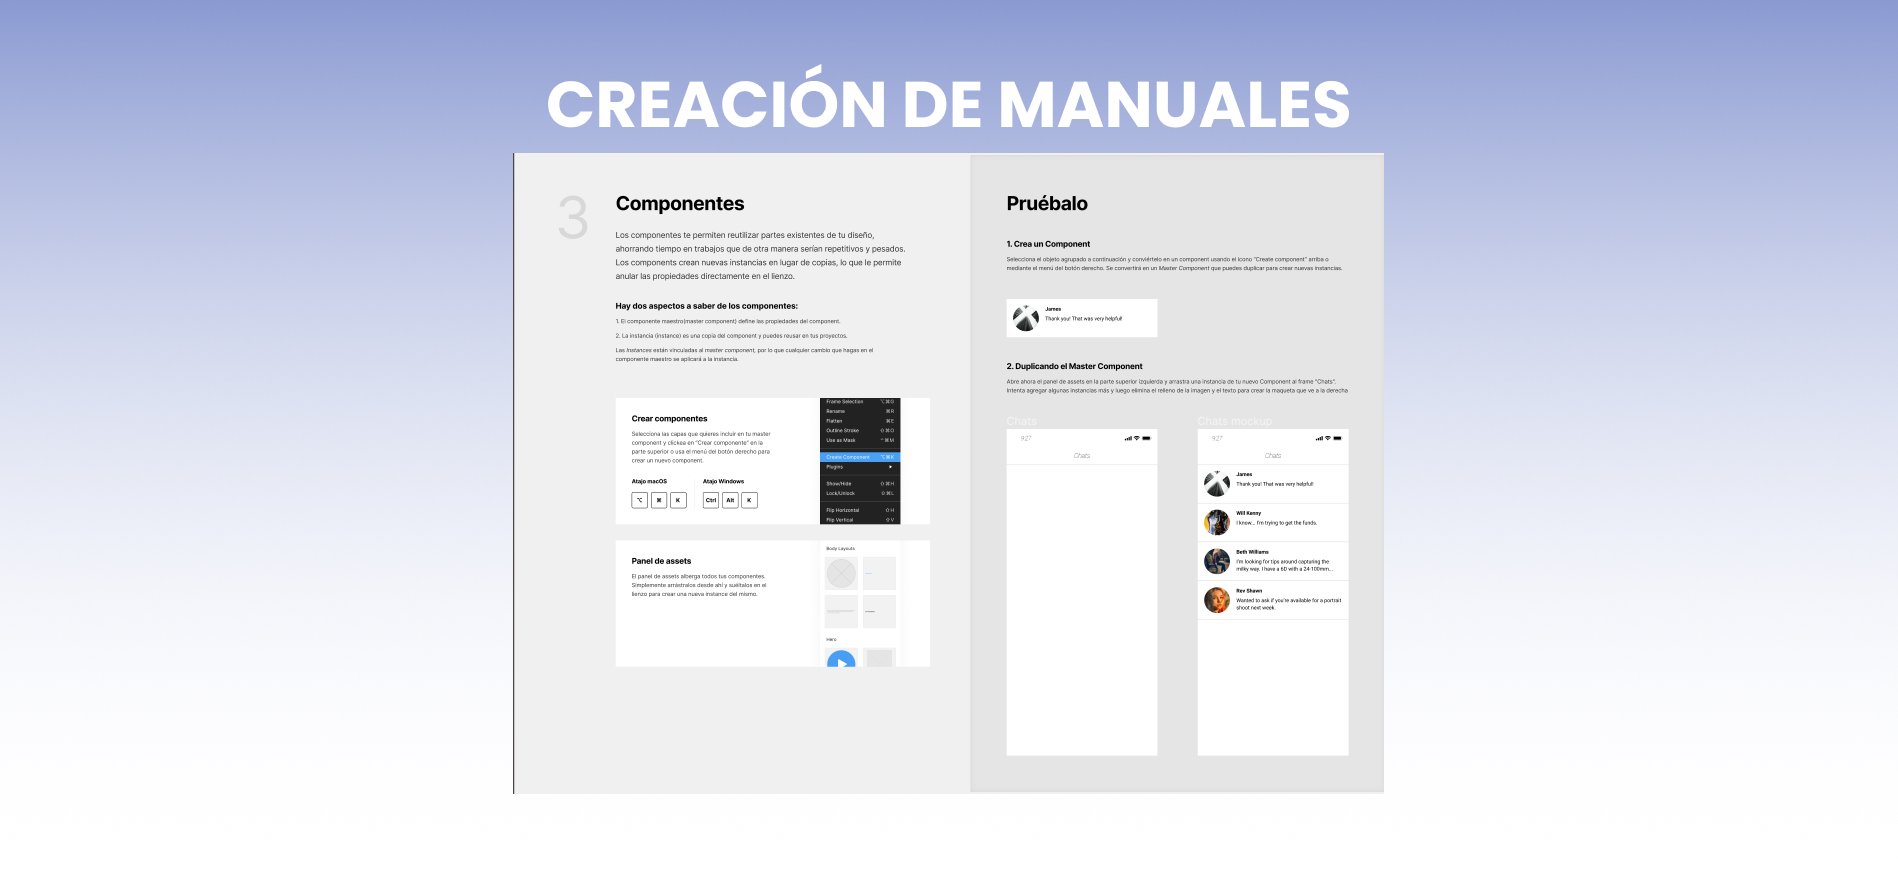 CREACIÓN DE MANUALES
3
Componentes
Los componentes te permiten reutilizar partes existentes de tu diseño,
ahorrando tiempo en trabajos que de otra manera serían repetitivos y pesados.
Los components crean nuevas instancias en lugar de copias, lo que le permite
anular las propiedades directamente en el lienzo.
Hay dos aspectos a saber de los componentes:
1. El componente maestro(master component) define las propiedades del component.
2. La instancia (instance) es una copia del component y puedes reusar en tus proyectos.
Las instances están vinculadas al master component, por lo que cualquier cambio que hagas en el
componente maestro se aplicará a la instancia.
Crear componentes
Selecciona las capas que quieres incluir en tu master
component y clickea en "Crear componente" en la
parte superior o usa el menú del botón derecho para
crear un nuevo component.
Atajo macOS
⌥ ⌘ K
Atajo Windows
Ctrl Alt K
Frame Selection ⌥⌘G
Rename ⌘R
Flatten ⌘E
Outline Stroke ⇧⌘O
Use as Mask ⌃⌘M
Create Component ⌥⌘K
Plugins
Show/Hide ⇧⌘H
Lock/Unlock ⇧⌘L
Flip Horizontal ⇧H
Flip Vertical ⇧V
Panel de assets
El panel de assets alberga todos tus componentes.
Simplemente arrástralos desde ahí y suéltalos en el
lienzo para crear una nueva instance del mismo.
Body Layouts
Hero
Pruébalo
1. Crea un Component
Selecciona el objeto agrupado a continuación y conviértelo en un component usando el icono "Create component" arriba o
mediante el menú del botón derecho. Se convertirá en un Master Component que puedes duplicar para crear nuevas instancias.
James
Thank you! That was very helpful!
2. Duplicando el Master Component
Abre ahora el panel de assets en la parte superior izquierda y arrastra una instancia de tu nuevo Component al frame "Chats".
Intenta agregar algunas instancias más y luego elimina el relleno de la imagen y el texto para crear la maqueta que ve a la derecha
Chats
9:27
Chats
Chats mockup
9:27
Chats
James
Thank you! That was very helpful!
Will Kenny
I know... I'm trying to get the funds.
Beth Williams
I'm looking for tips around capturing the
milky way. I have a 6D with a 24-100mm...
Rev Shawn
Wanted to ask if you're available for a portrait
shoot next week.